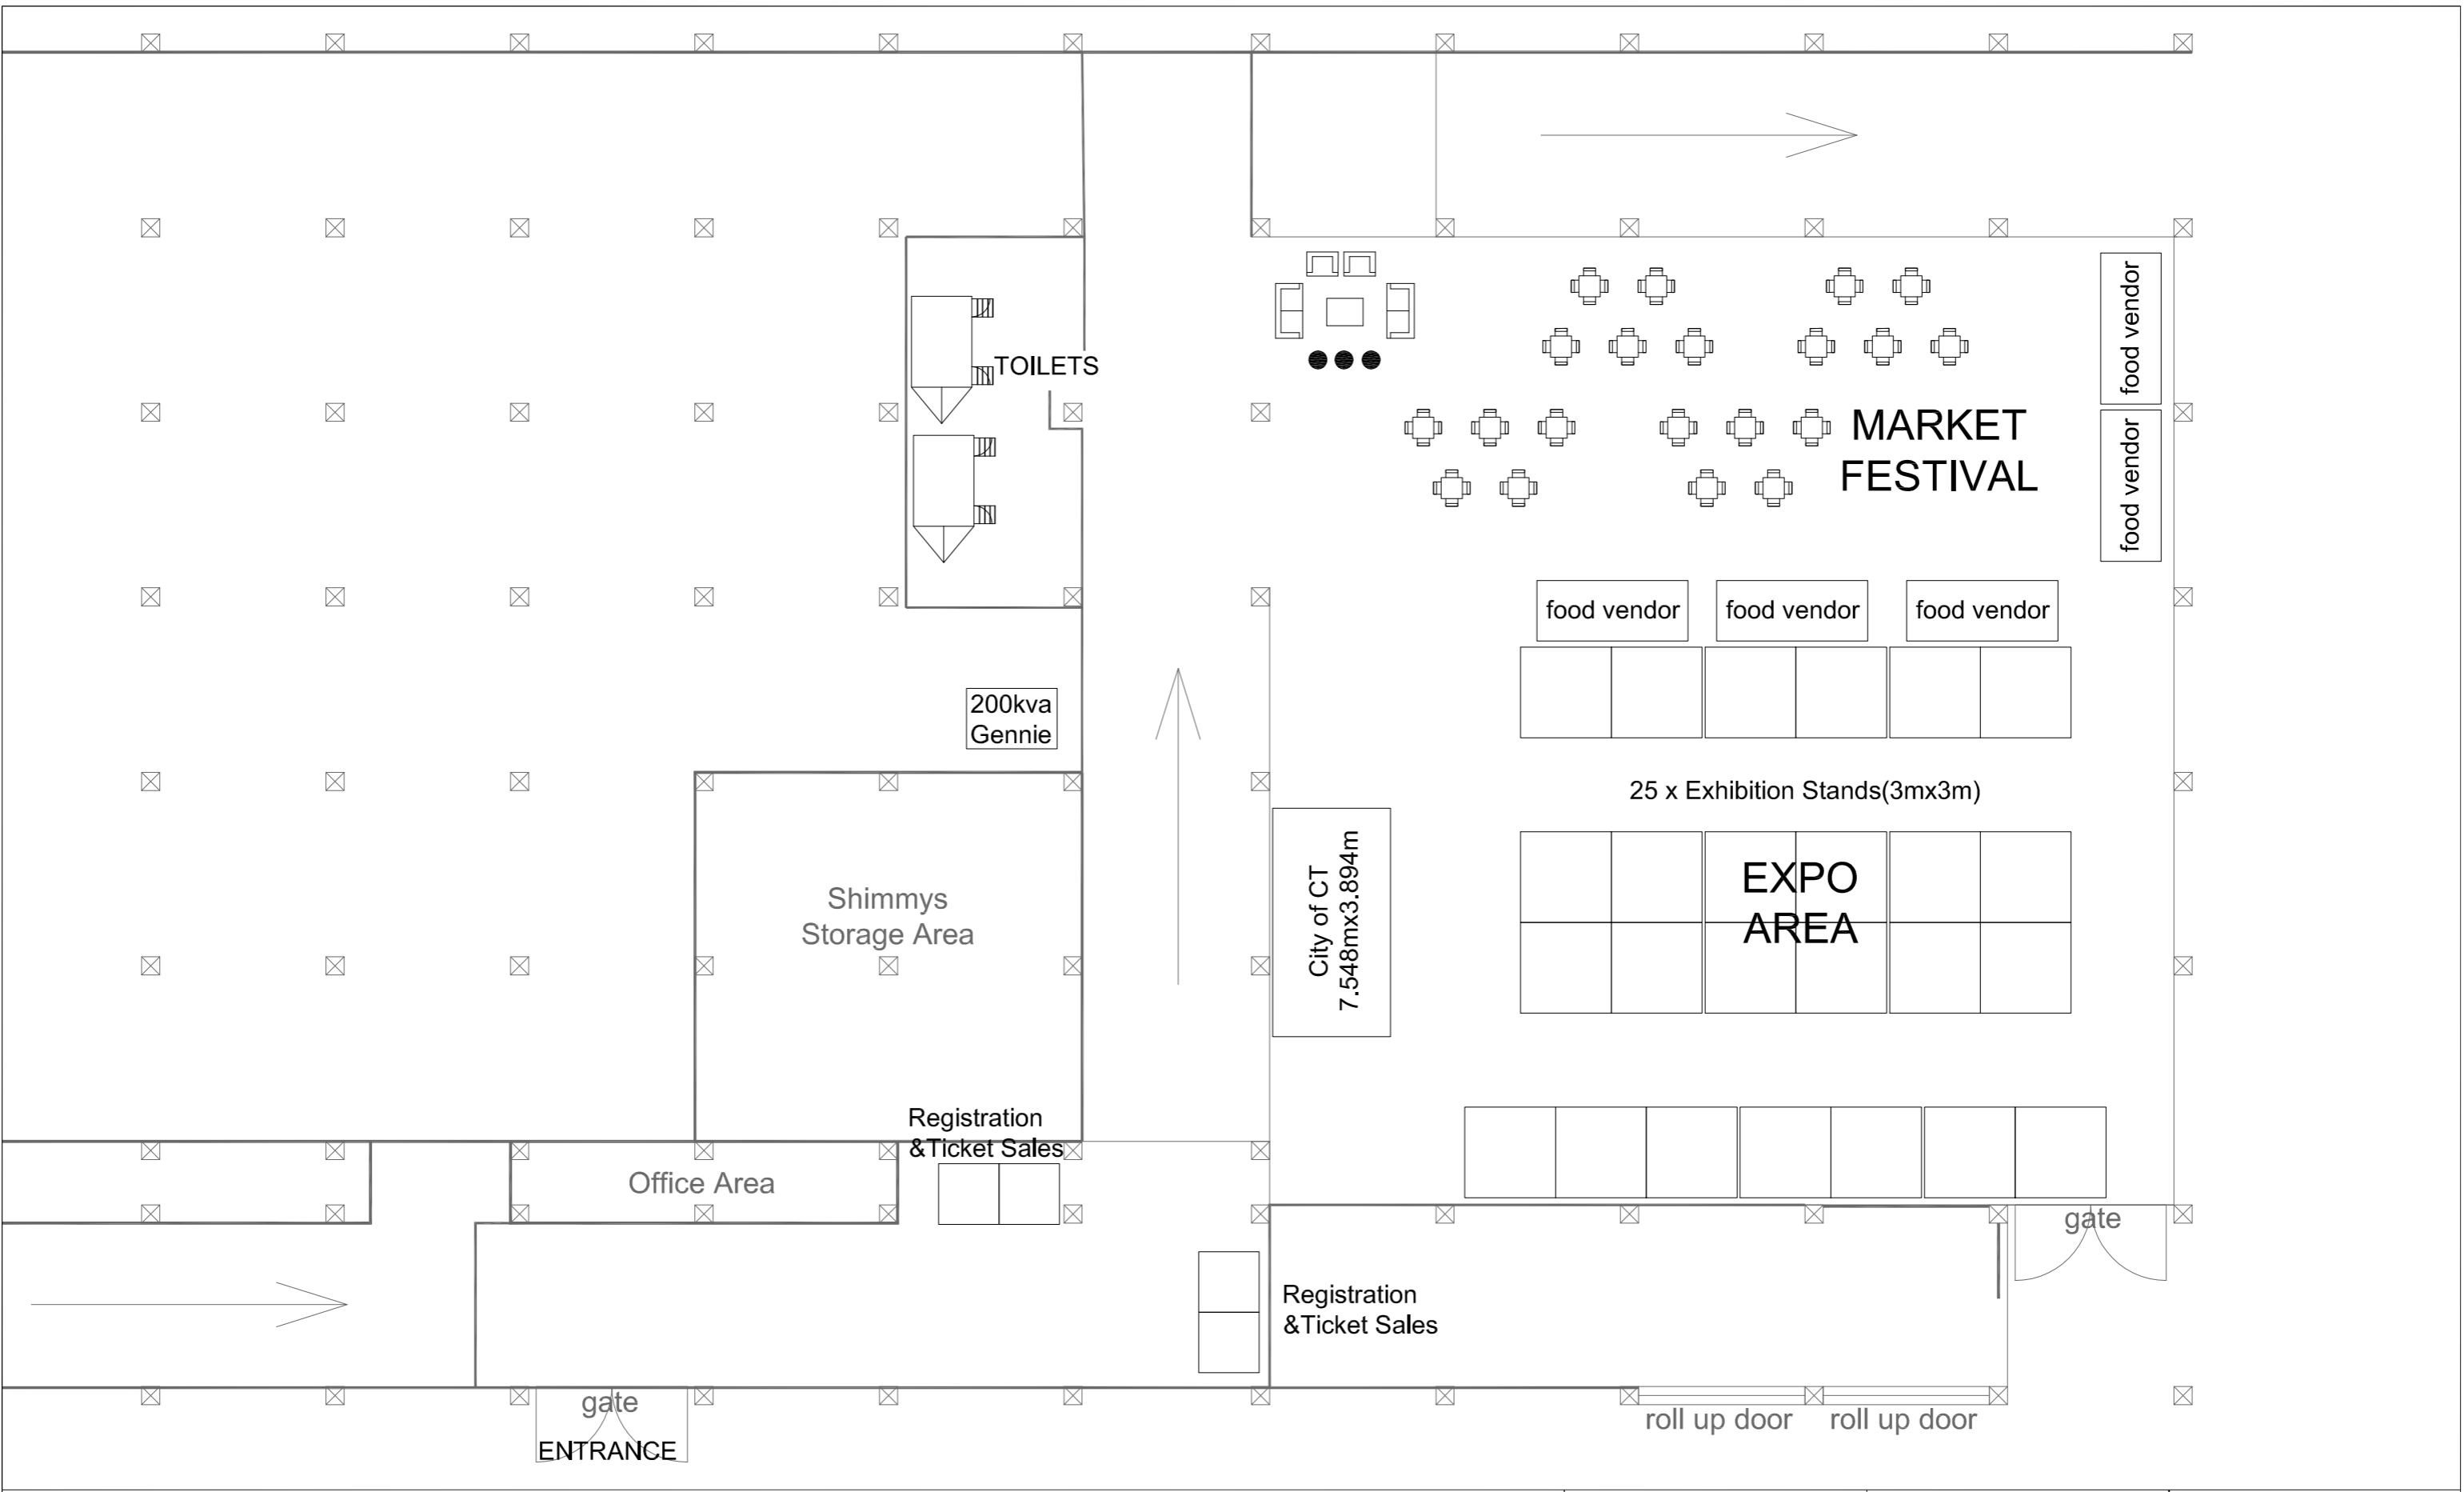 TOILETS
food vendor
food vendor
MARKET
FESTIVAL
food vendor
food vendor
food vendor
200kva
Gennie
25 x Exhibition Stands(3mx3m)
City of CT
7.548mx3.894m
EXPO
AREA
Shimmys
Storage Area
Registration
&Ticket Sales
Office Area
gate
Registration
&Ticket Sales
gate
ENTRANCE
roll up door
roll up door